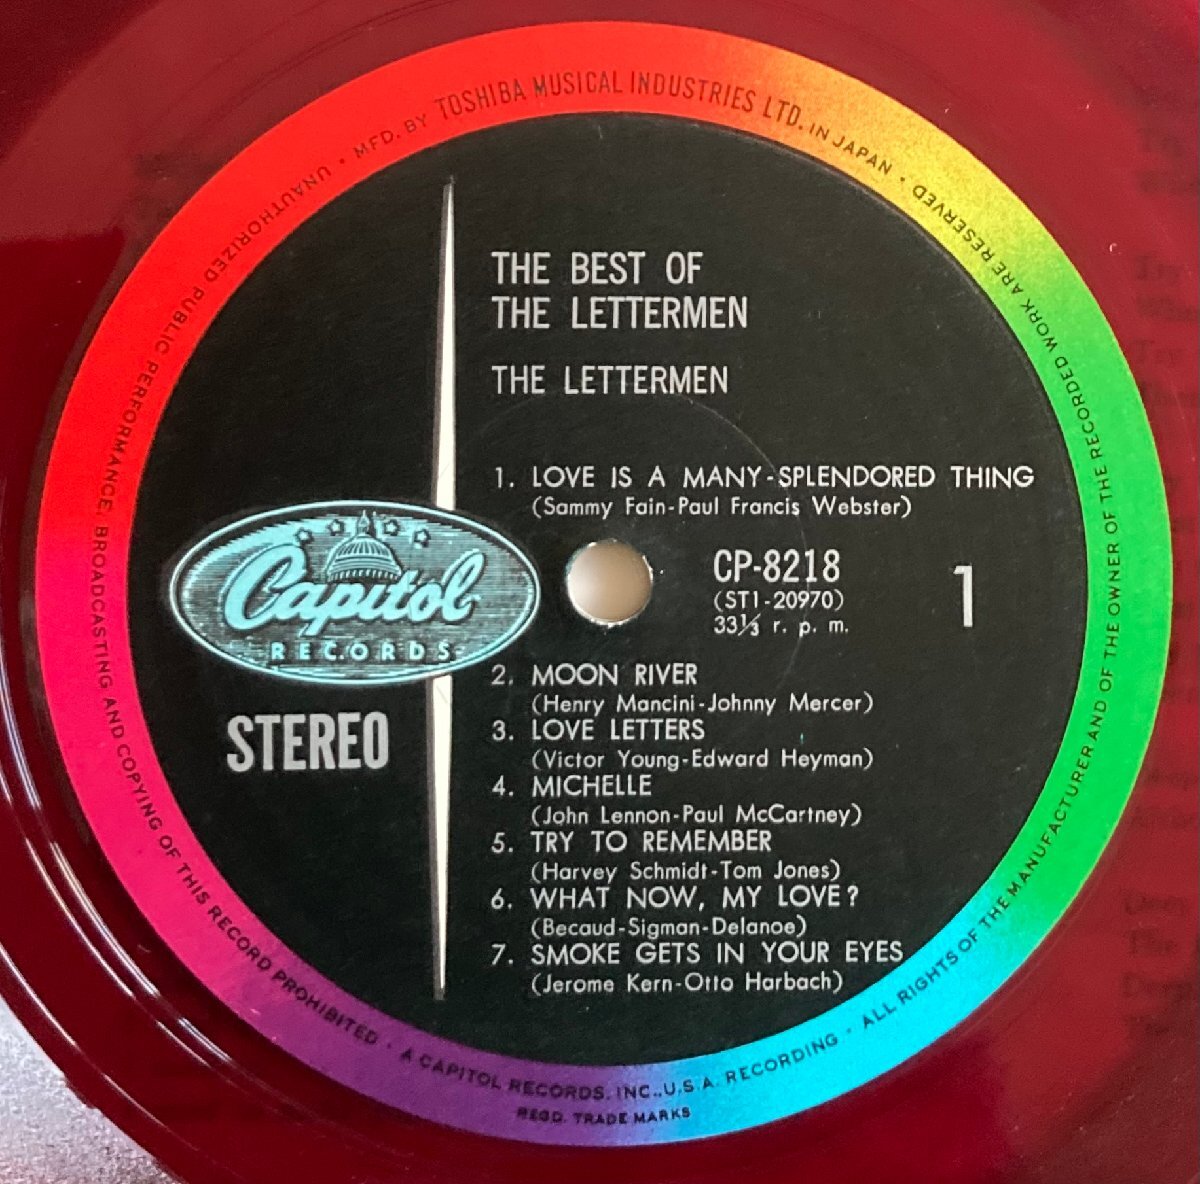 MFD. BY TOSHIBA MUSICAL INDUSTRIES LTD. IN JAPAN • ALL RIGHTS OF THE MANUFACTURER AND OF THE OWNER OF THE RECORDED WORK ARE RESERVED • UNAUTHORIZED PUBLIC PERFORMANCE, BROADCASTING AND COPYING OF THIS RECORD PROHIBITED • A CAPITOL RECORDS, INC., U.S.A. RECORDING •
REGD. TRADE MARKS
THE BEST OF
THE LETTERMEN
THE LETTERMEN
1. LOVE IS A MANY-SPLENDORED THING
(Sammy Fain-Paul Francis Webster)
Capitol
RECORDS
STEREO
CP-8218
(ST1-20970)
33⅓ r. p. m.
1
2. MOON RIVER
(Henry Mancini-Johnny Mercer)
3. LOVE LETTERS
(Victor Young-Edward Heyman)
4. MICHELLE
(John Lennon-Paul McCartney)
5. TRY TO REMEMBER
(Harvey Schmidt-Tom Jones)
6. WHAT NOW, MY LOVE?
(Becaud-Sigman-Delanoe)
7. SMOKE GETS IN YOUR EYES
(Jerome Kern-Otto Harbach)